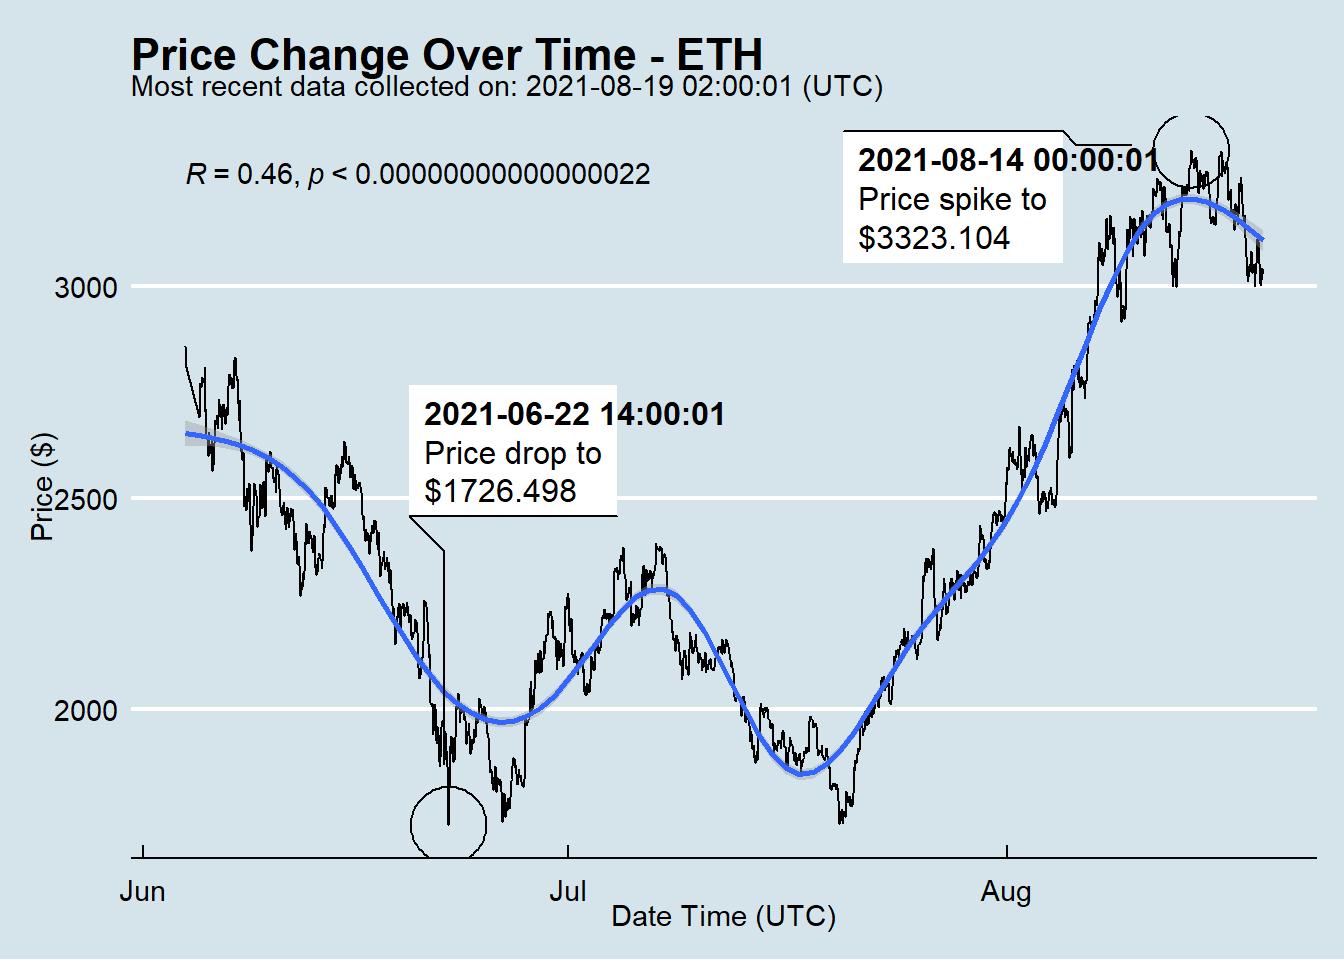 Price Change Over Time - ETH
Most recent data collected on: 2021-08-19 02:00:01 (UTC)
R = 0.46, p < 0.00000000000000022
2021-08-14 00:00:01
Price spike to
$3323.104
3000
2021-06-22 14:00:01
Price drop to
$1726.498
Price ($)
2500
2000
Jun
Jul
Aug
Date Time (UTC)